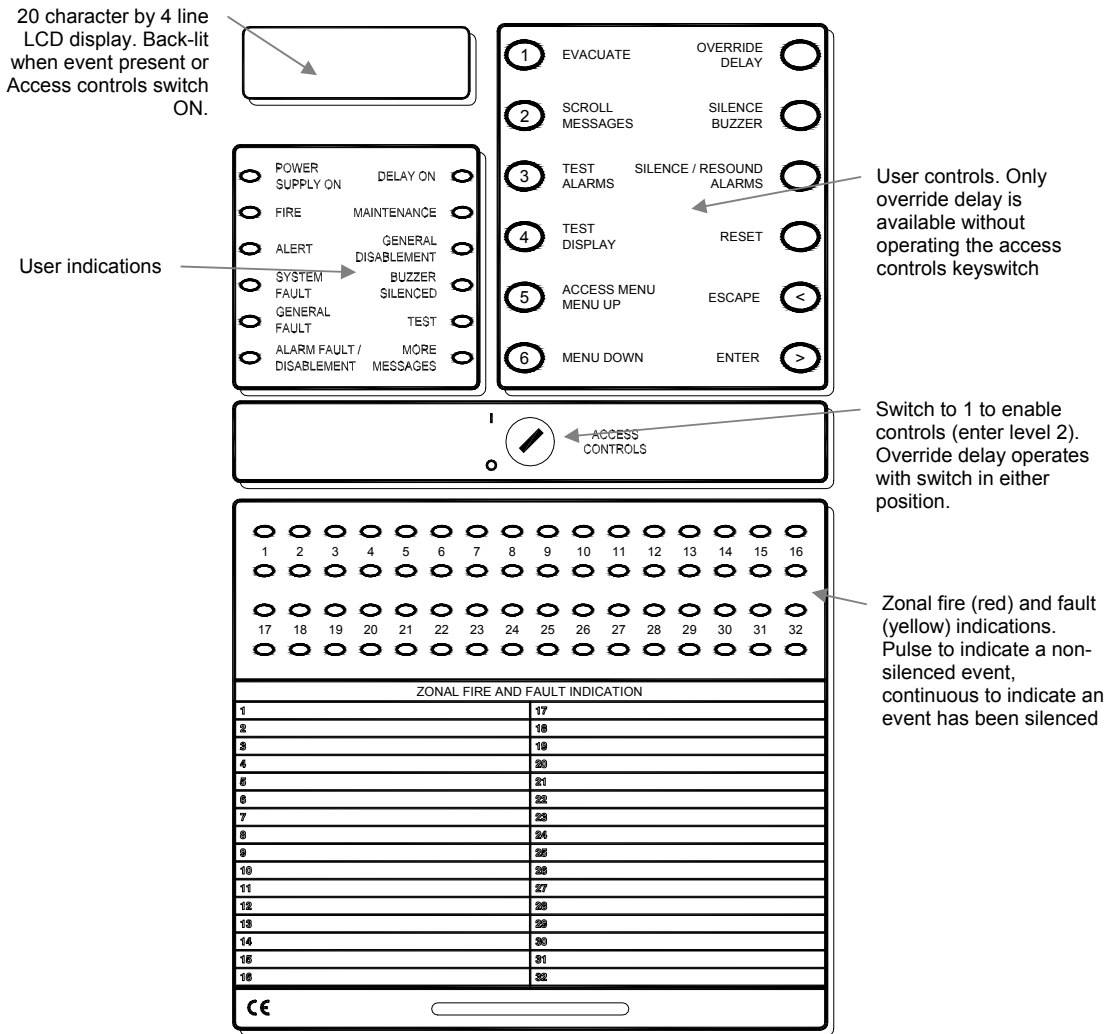 20 character by 4 line
LCD display. Back-lit
when event present or
Access controls switch
ON.
1 EVACUATE
OVERRIDE
DELAY
2 SCROLL
MESSAGES
SILENCE
BUZZER
3 TEST
ALARMS
SILENCE / RESOUND
ALARMS
4 TEST
DISPLAY
RESET
5 ACCESS MENU
MENU UP
ESCAPE <
6 MENU DOWN
ENTER >
User controls. Only
override delay is
available without
operating the access
controls keyswitch
User indications
POWER
SUPPLY ON
DELAY ON
FIRE
MAINTENANCE
ALERT
GENERAL
DISABLEMENT
SYSTEM
FAULT
BUZZER
SILENCED
GENERAL
FAULT
TEST
ALARM FAULT /
DISABLEMENT
MORE
MESSAGES
I
O
ACCESS
CONTROLS
Switch to 1 to enable
controls (enter level 2).
Override delay operates
with switch in either
position.
1 2 3 4 5 6 7 8 9 10 11 12 13 14 15 16
17 18 19 20 21 22 23 24 25 26 27 28 29 30 31 32
Zonal fire (red) and fault
(yellow) indications.
Pulse to indicate a non-
silenced event,
continuous to indicate an
event has been silenced
ZONAL FIRE AND FAULT INDICATION
1 17
2 18
3 19
4 20
5 21
6 22
7 23
8 24
9 25
10 26
11 27
12 28
13 29
14 30
15 31
16 32
CE